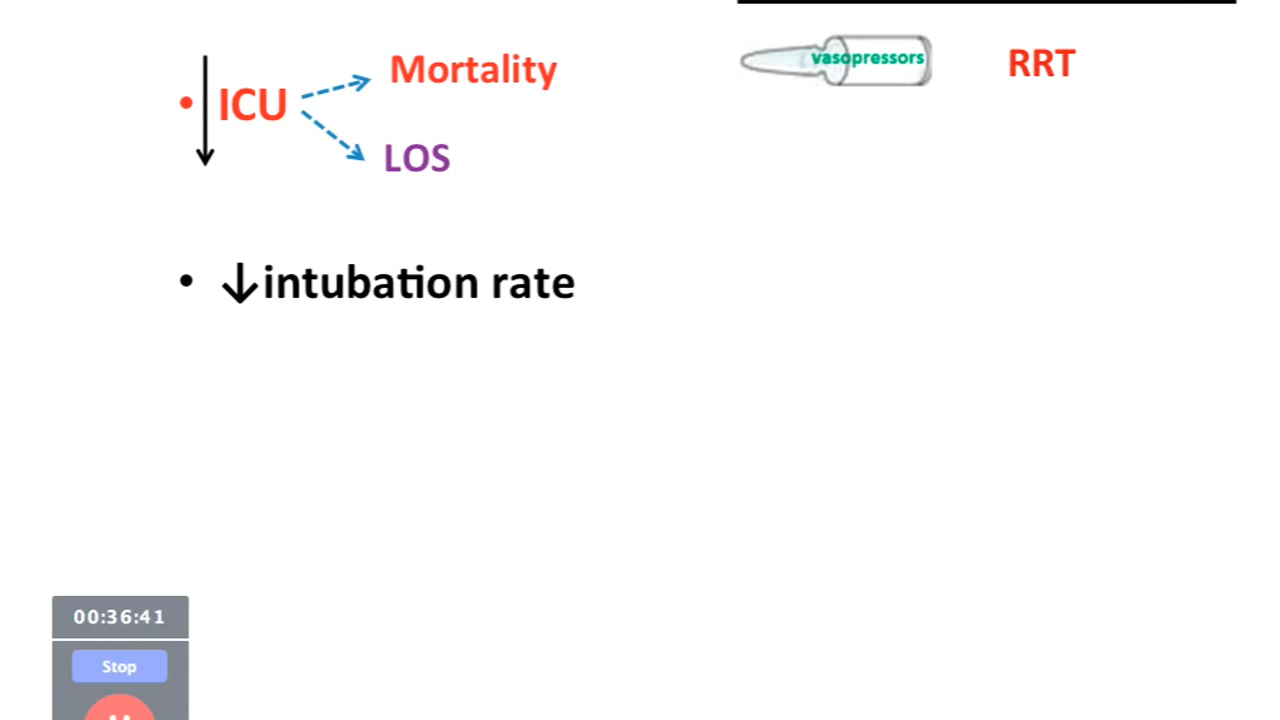 Mortality
• ↓ ICU
LOS
• ↓intubation rate
vasopressors
RRT
00:36:41
Stop